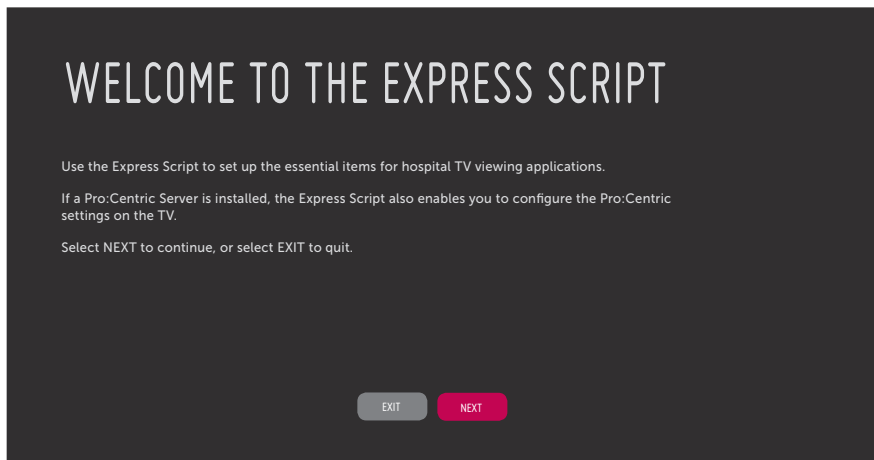 WELCOME TO THE EXPRESS SCRIPT
Use the Express Script to set up the essential items for hospital TV viewing applications.
If a Pro:Centric Server is installed, the Express Script also enables you to configure the Pro:Centric
settings on the TV.
Select NEXT to continue, or select EXIT to quit.
EXIT
NEXT